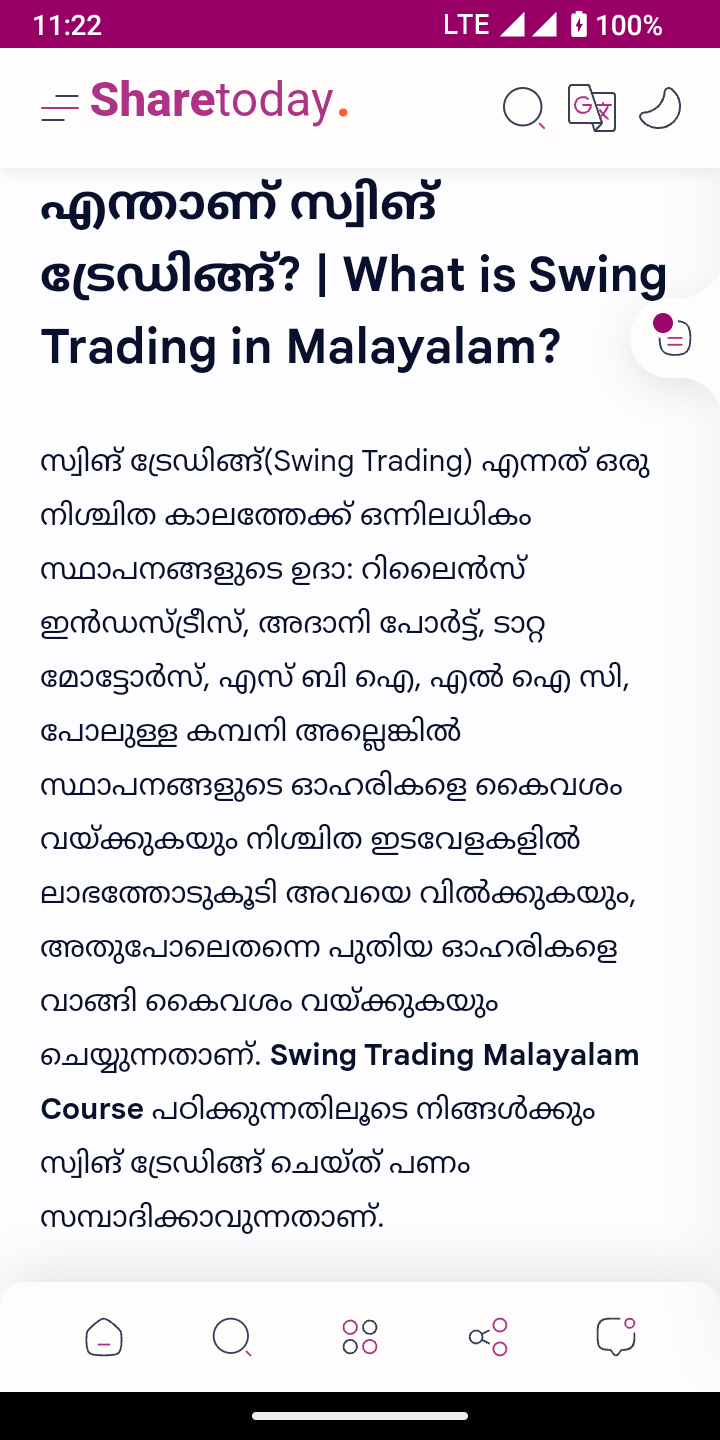 11:22 LTE 100%
Sharetoday.
എന്താണ് സ്വിങ്
ട്രേഡിങ്ങ്? | What is Swing
Trading in Malayalam?
സ്വിങ് ട്രേഡിങ്ങ്(Swing Trading) എന്നത് ഒരു
നിശ്ചിത കാലത്തേക്ക് ഒന്നിലധികം
സ്ഥാപനങ്ങളുടെ ഉദാ: റിലൈൻസ്
ഇൻഡസ്ട്രീസ്, അദാനി പോർട്ട്, ടാറ്റ
മോട്ടോർസ്, എസ് ബി ഐ, എൽ ഐ സി,
പോലുള്ള കമ്പനി അല്ലെങ്കിൽ
സ്ഥാപനങ്ങളുടെ ഓഹരികളെ കൈവശം
വയ്ക്കുകയും നിശ്ചിത ഇടവേളകളിൽ
ലാഭത്തോടുകൂടി അവയെ വിൽക്കുകയും,
അതുപോലെതന്നെ പുതിയ ഓഹരികളെ
വാങ്ങി കൈവശം വയ്ക്കുകയും
ചെയ്യുന്നതാണ്. Swing Trading Malayalam
Course പഠിക്കുന്നതിലൂടെ നിങ്ങൾക്കും
സ്വിങ് ട്രേഡിങ്ങ് ചെയ്ത് പണം
സമ്പാദിക്കാവുന്നതാണ്.